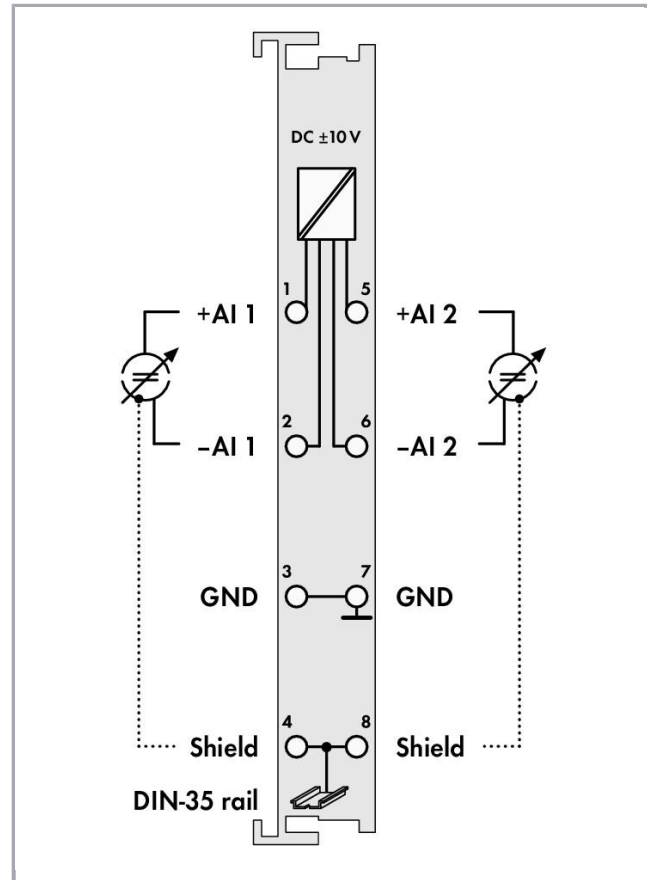 DC ±10 V
1 5
+AI 1 +AI 2
2 6
–AI 1 –AI 2
3 7
GND GND
4 8
Shield Shield
DIN-35 rail